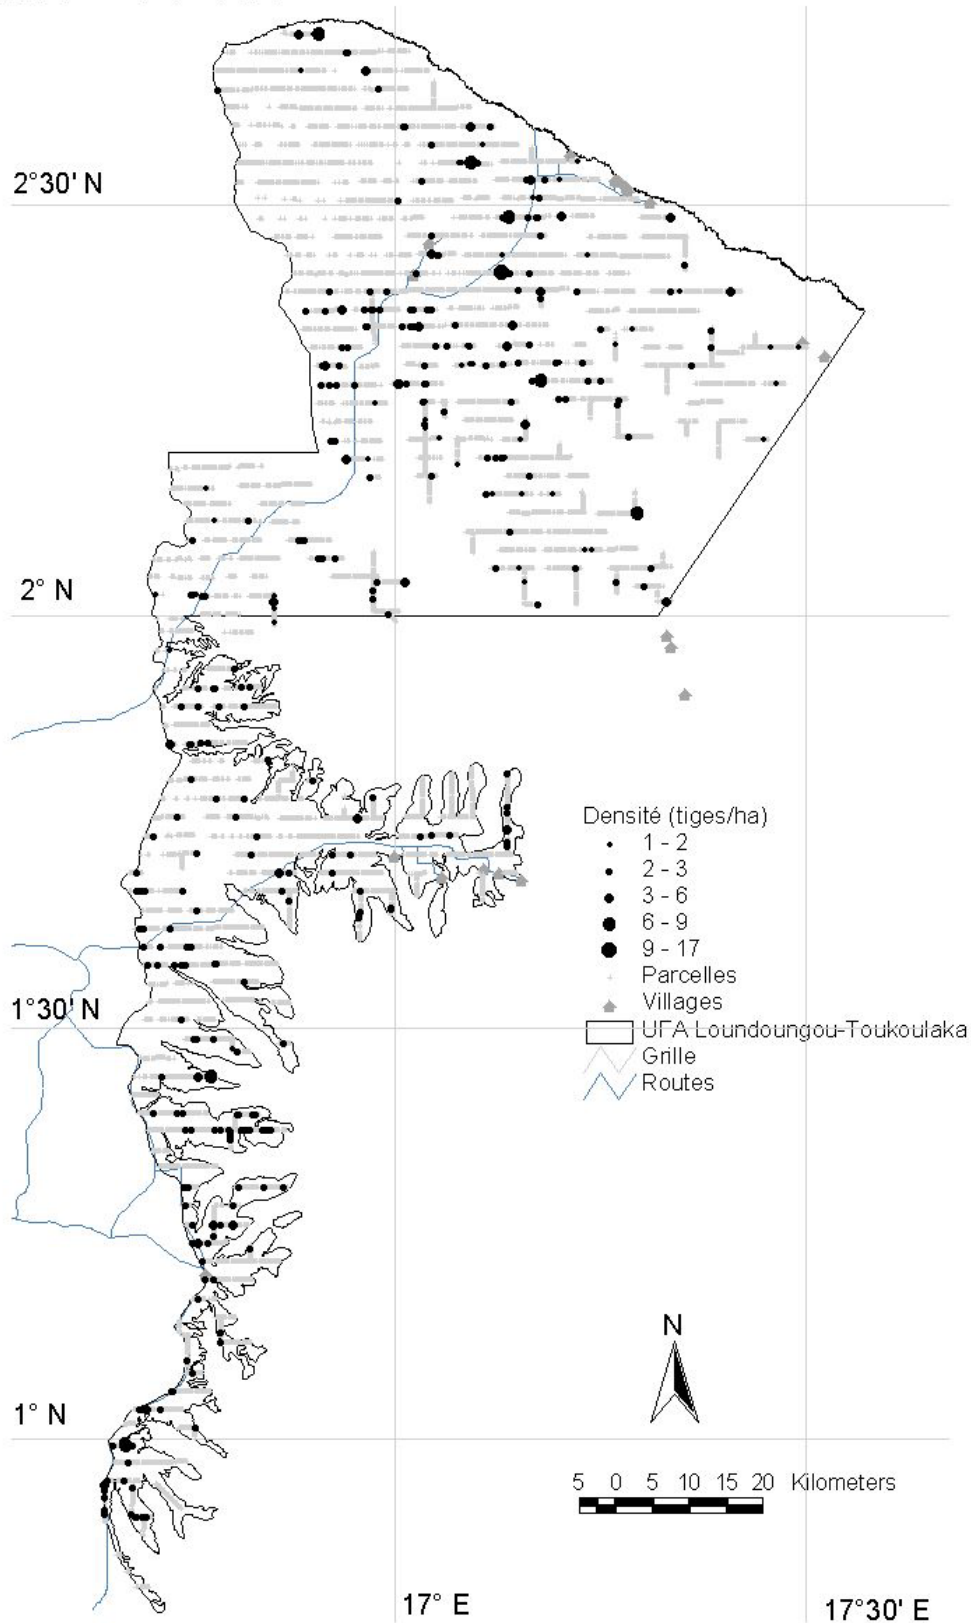 2°30' N
2° N
Densité (tiges/ha)
1 - 2
2 - 3
3 - 6
6 - 9
9 - 17
Parcelles
Villages
1°30' N
UFA Loundoungou-Toukoulaka
Grille
Routes
N
1° N
5 0 5 10 15 20 Kilometers
17° E
17°30' E